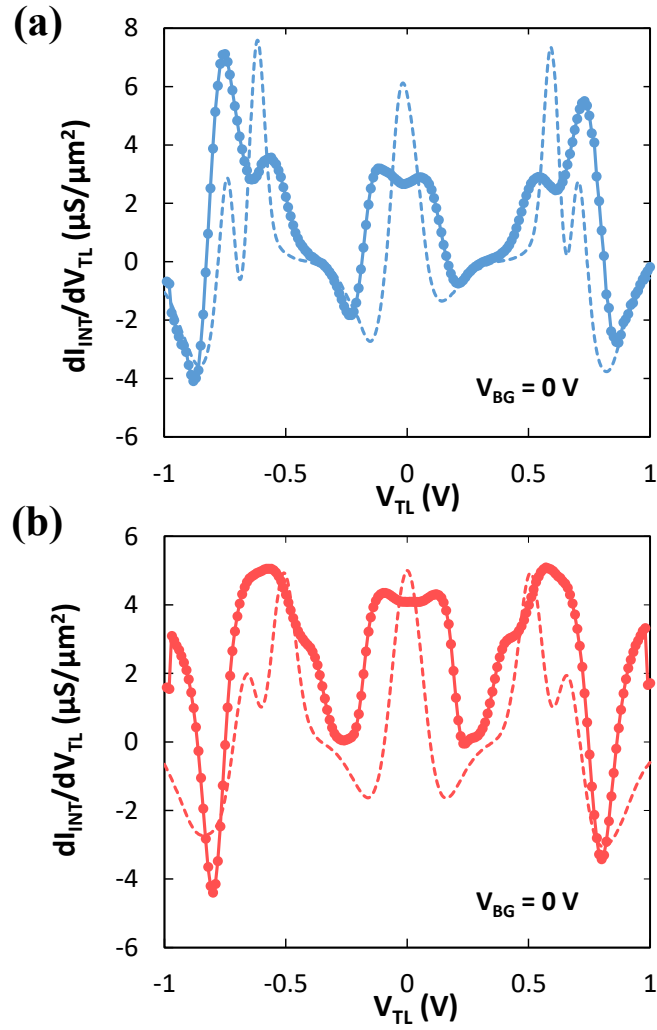 (a)
dI_INT/dV_TL (µS/µm²)
8
6
4
2
0
-2
-4
-6
V_BG = 0 V
-1 -0.5 0 0.5 1
V_TL (V)
(b)
dI_INT/dV_TL (µS/µm²)
6
4
2
0
-2
-4
-6
V_BG = 0 V
-1 -0.5 0 0.5 1
V_TL (V)